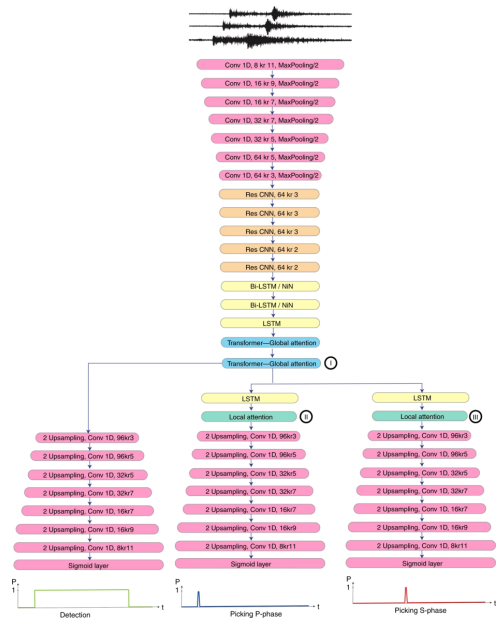 Conv 1D, 8 kr 11, MaxPooling/2
Conv 1D, 16 kr 9, MaxPooling/2
Conv 1D, 16 kr 7, MaxPooling/2
Conv 1D, 32 kr 7, MaxPooling/2
Conv 1D, 32 kr 5, MaxPooling/2
Conv 1D, 64 kr 5, MaxPooling/2
Conv 1D, 64 kr 3, MaxPooling/2
Res CNN, 64 kr 3
Res CNN, 64 kr 3
Res CNN, 64 kr 3
Res CNN, 64 kr 2
Res CNN, 64 kr 2
Bi-LSTM / NiN
Bi-LSTM / NiN
LSTM
Transformer—Global attention
Transformer—Global attention
I
2 Upsampling, Conv 1D, 96kr3
2 Upsampling, Conv 1D, 96kr5
2 Upsampling, Conv 1D, 32kr5
2 Upsampling, Conv 1D, 32kr7
2 Upsampling, Conv 1D, 16kr7
2 Upsampling, Conv 1D, 16kr9
2 Upsampling, Conv 1D, 8kr11
Sigmoid layer
P
1
t
Detection
LSTM
Local attention
II
2 Upsampling, Conv 1D, 96kr3
2 Upsampling, Conv 1D, 96kr5
2 Upsampling, Conv 1D, 32kr5
2 Upsampling, Conv 1D, 32kr7
2 Upsampling, Conv 1D, 16kr7
2 Upsampling, Conv 1D, 16kr9
2 Upsampling, Conv 1D, 8kr11
Sigmoid layer
P
1
t
Picking P-phase
LSTM
Local attention
III
2 Upsampling, Conv 1D, 96kr3
2 Upsampling, Conv 1D, 96kr5
2 Upsampling, Conv 1D, 32kr5
2 Upsampling, Conv 1D, 32kr7
2 Upsampling, Conv 1D, 16kr7
2 Upsampling, Conv 1D, 16kr9
2 Upsampling, Conv 1D, 8kr11
Sigmoid layer
P
1
t
Picking S-phase